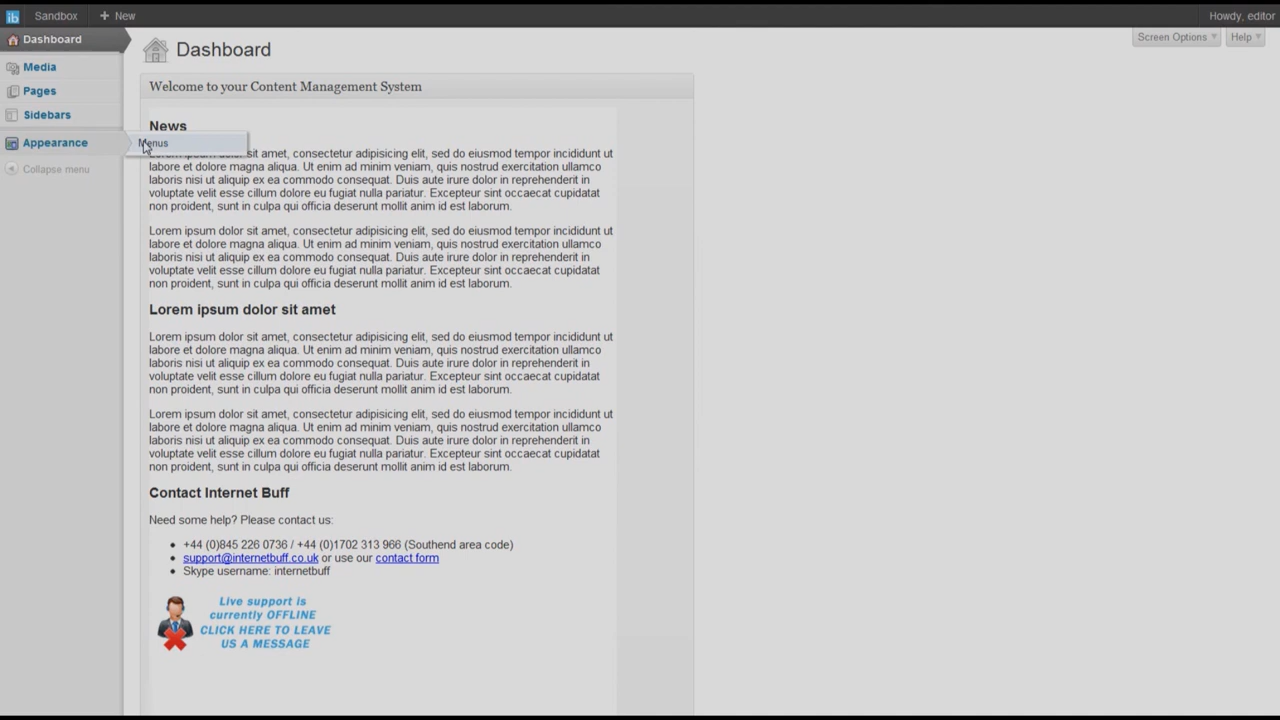 ib Sandbox + New Howdy, editor
Dashboard
Media
Pages
Sidebars
Appearance
Menus
Collapse menu
Screen Options Help
Dashboard
Welcome to your Content Management System
News
sit amet, consectetur adipisicing elit, sed do eiusmod tempor incididunt ut
labore et dolore magna aliqua. Ut enim ad minim veniam, quis nostrud exercitation ullamco
laboris nisi ut aliquip ex ea commodo consequat. Duis aute irure dolor in reprehenderit in
voluptate velit esse cillum dolore eu fugiat nulla pariatur. Excepteur sint occaecat cupidatat
non proident, sunt in culpa qui officia deserunt mollit anim id est laborum.
Lorem ipsum dolor sit amet, consectetur adipisicing elit, sed do eiusmod tempor incididunt ut
labore et dolore magna aliqua. Ut enim ad minim veniam, quis nostrud exercitation ullamco
laboris nisi ut aliquip ex ea commodo consequat. Duis aute irure dolor in reprehenderit in
voluptate velit esse cillum dolore eu fugiat nulla pariatur. Excepteur sint occaecat cupidatat
non proident, sunt in culpa qui officia deserunt mollit anim id est laborum.
Lorem ipsum dolor sit amet
Lorem ipsum dolor sit amet, consectetur adipisicing elit, sed do eiusmod tempor incididunt ut
labore et dolore magna aliqua. Ut enim ad minim veniam, quis nostrud exercitation ullamco
laboris nisi ut aliquip ex ea commodo consequat. Duis aute irure dolor in reprehenderit in
voluptate velit esse cillum dolore eu fugiat nulla pariatur. Excepteur sint occaecat cupidatat
non proident, sunt in culpa qui officia deserunt mollit anim id est laborum.
Lorem ipsum dolor sit amet, consectetur adipisicing elit, sed do eiusmod tempor incididunt ut
labore et dolore magna aliqua. Ut enim ad minim veniam, quis nostrud exercitation ullamco
laboris nisi ut aliquip ex ea commodo consequat. Duis aute irure dolor in reprehenderit in
voluptate velit esse cillum dolore eu fugiat nulla pariatur. Excepteur sint occaecat cupidatat
non proident, sunt in culpa qui officia deserunt mollit anim id est laborum.
Contact Internet Buff
Need some help? Please contact us:
+44 (0)845 226 0736 / +44 (0)1702 313 966 (Southend area code)
support@internetbuff.co.uk or use our contact form
Skype username: internetbuff
Live support is
currently OFFLINE
CLICK HERE TO LEAVE
US A MESSAGE